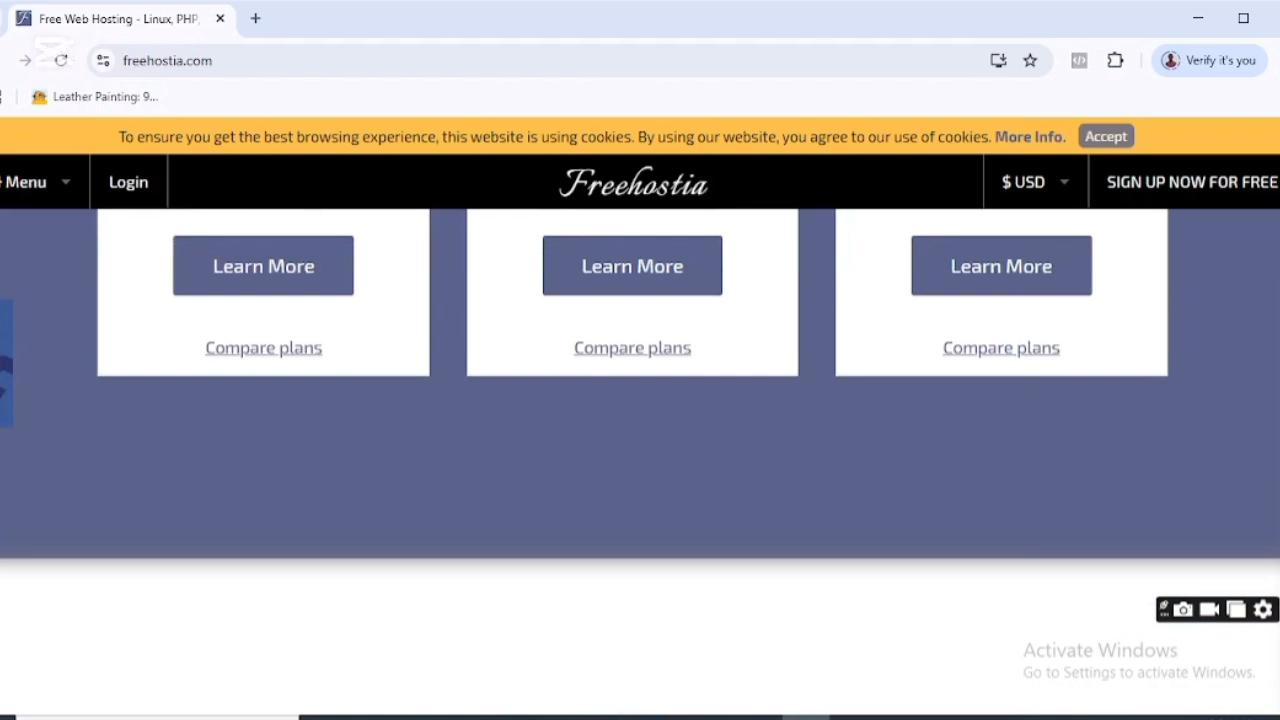 Free Web Hosting - Linux, PHP,
freehostia.com
Verify it's you
Leather Painting: 9...
To ensure you get the best browsing experience, this website is using cookies. By using our website, you agree to our use of cookies. More Info. Accept
Menu Login Freehostia $ USD SIGN UP NOW FOR FREE
Learn More Learn More Learn More
Compare plans Compare plans Compare plans
Activate Windows
Go to Settings to activate Windows.